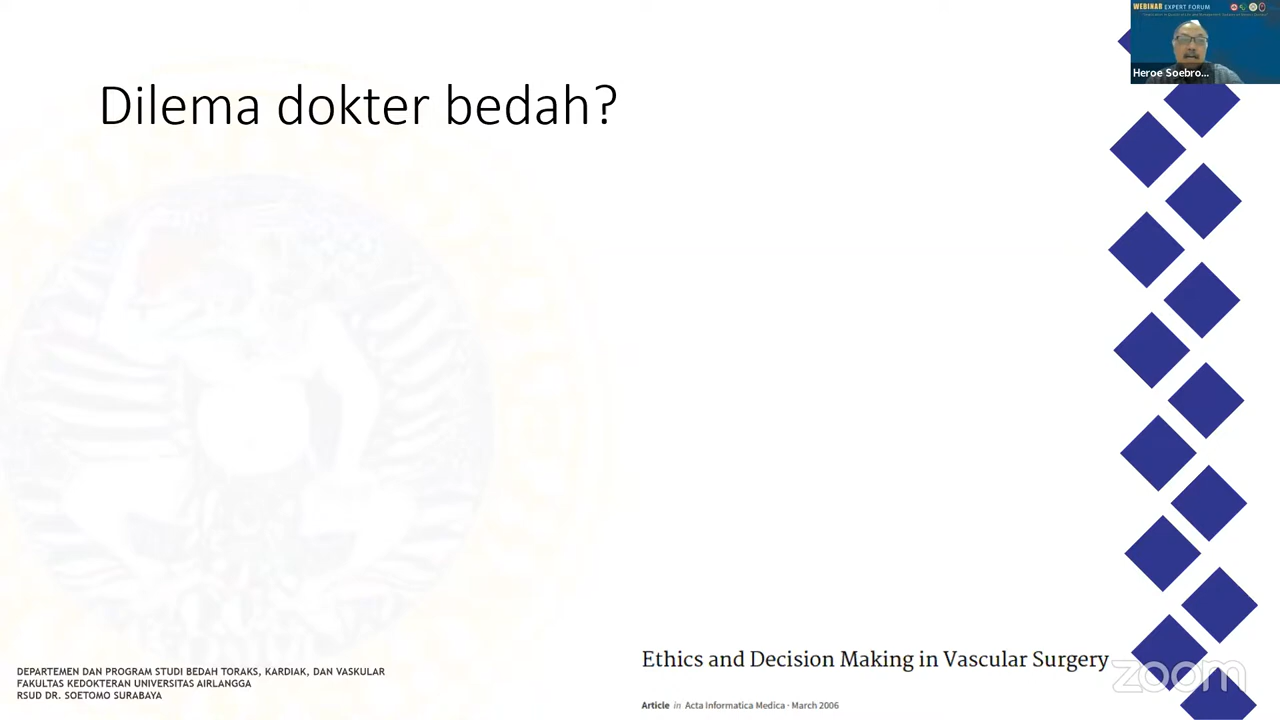 WEBINAR EXPERT FORUM
Heroe Soebro...
Dilema dokter bedah?
DEPARTEMEN DAN PROGRAM STUDI BEDAH TORAKS, KARDIAK, DAN VASKULAR
FAKULTAS KEDOKTERAN UNIVERSITAS AIRLANGGA
RSUD DR. SOETOMO SURABAYA
Ethics and Decision Making in Vascular Surgery
Article in Acta Informatica Medica · March 2006
zoom